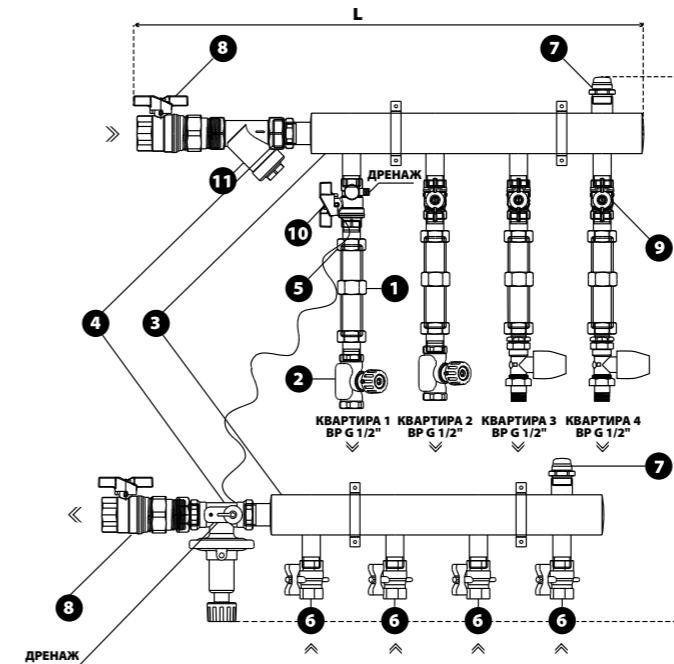 L
8
7
11
ДРЕНАЖ
10
9
5
1
4
3
2
КВАРТИРА 1
ВР G 1/2"
КВАРТИРА 2
ВР G 1/2"
КВАРТИРА 3
ВР G 1/2"
КВАРТИРА 4
ВР G 1/2"
7
8
6
6
6
6
ДРЕНАЖ